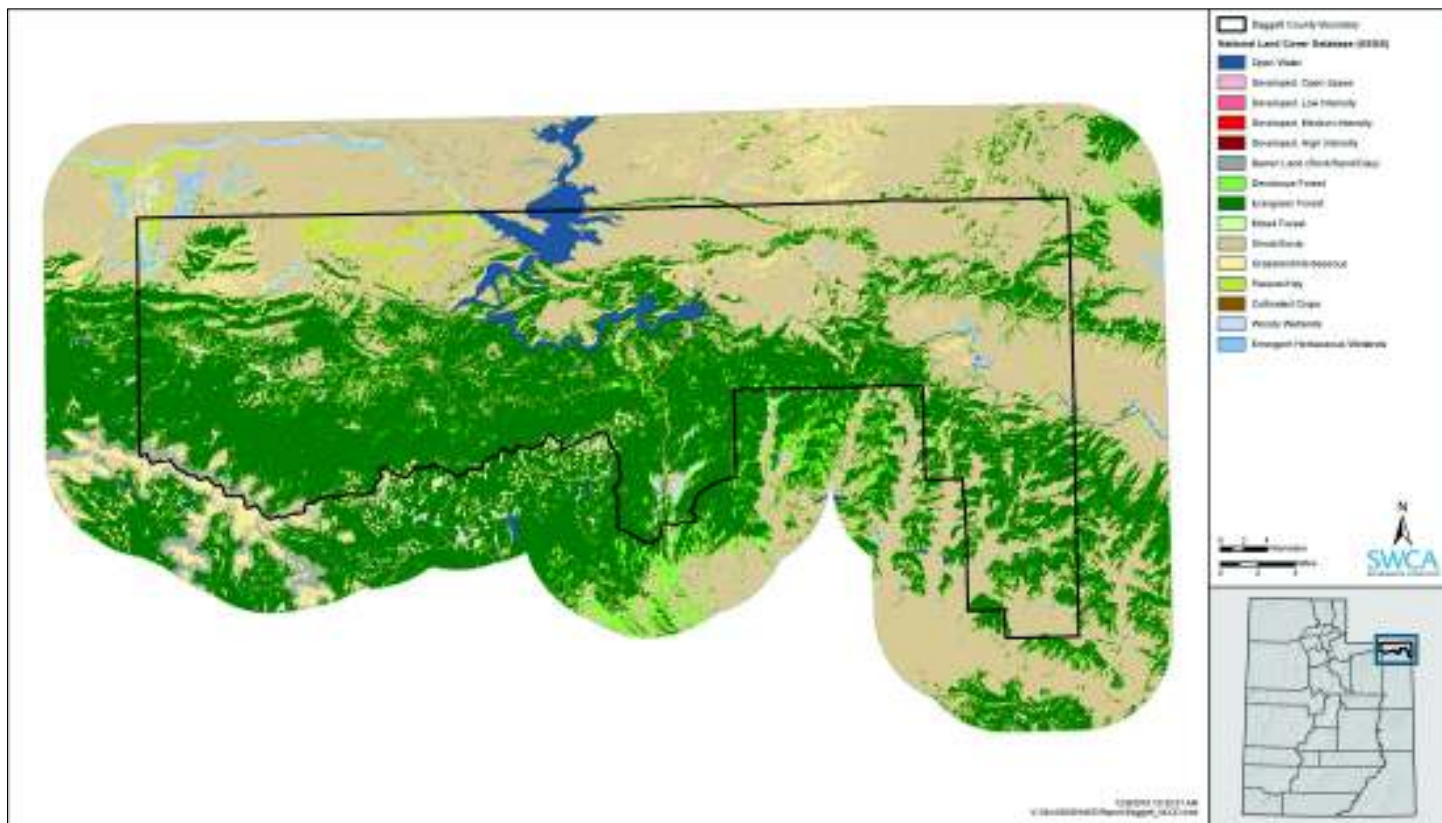 Daggett County Boundary
National Land Cover Database (USGS)
Open Water
Developed, Open Space
Developed, Low Intensity
Developed, Medium Intensity
Developed, High Intensity
Barren Land (Rock/Sand/Clay)
Deciduous Forest
Evergreen Forest
Mixed Forest
Shrub/Scrub
Grassland/Herbaceous
Pasture/Hay
Cultivated Crops
Woody Wetlands
Emergent Herbaceous Wetlands
N
SWCA